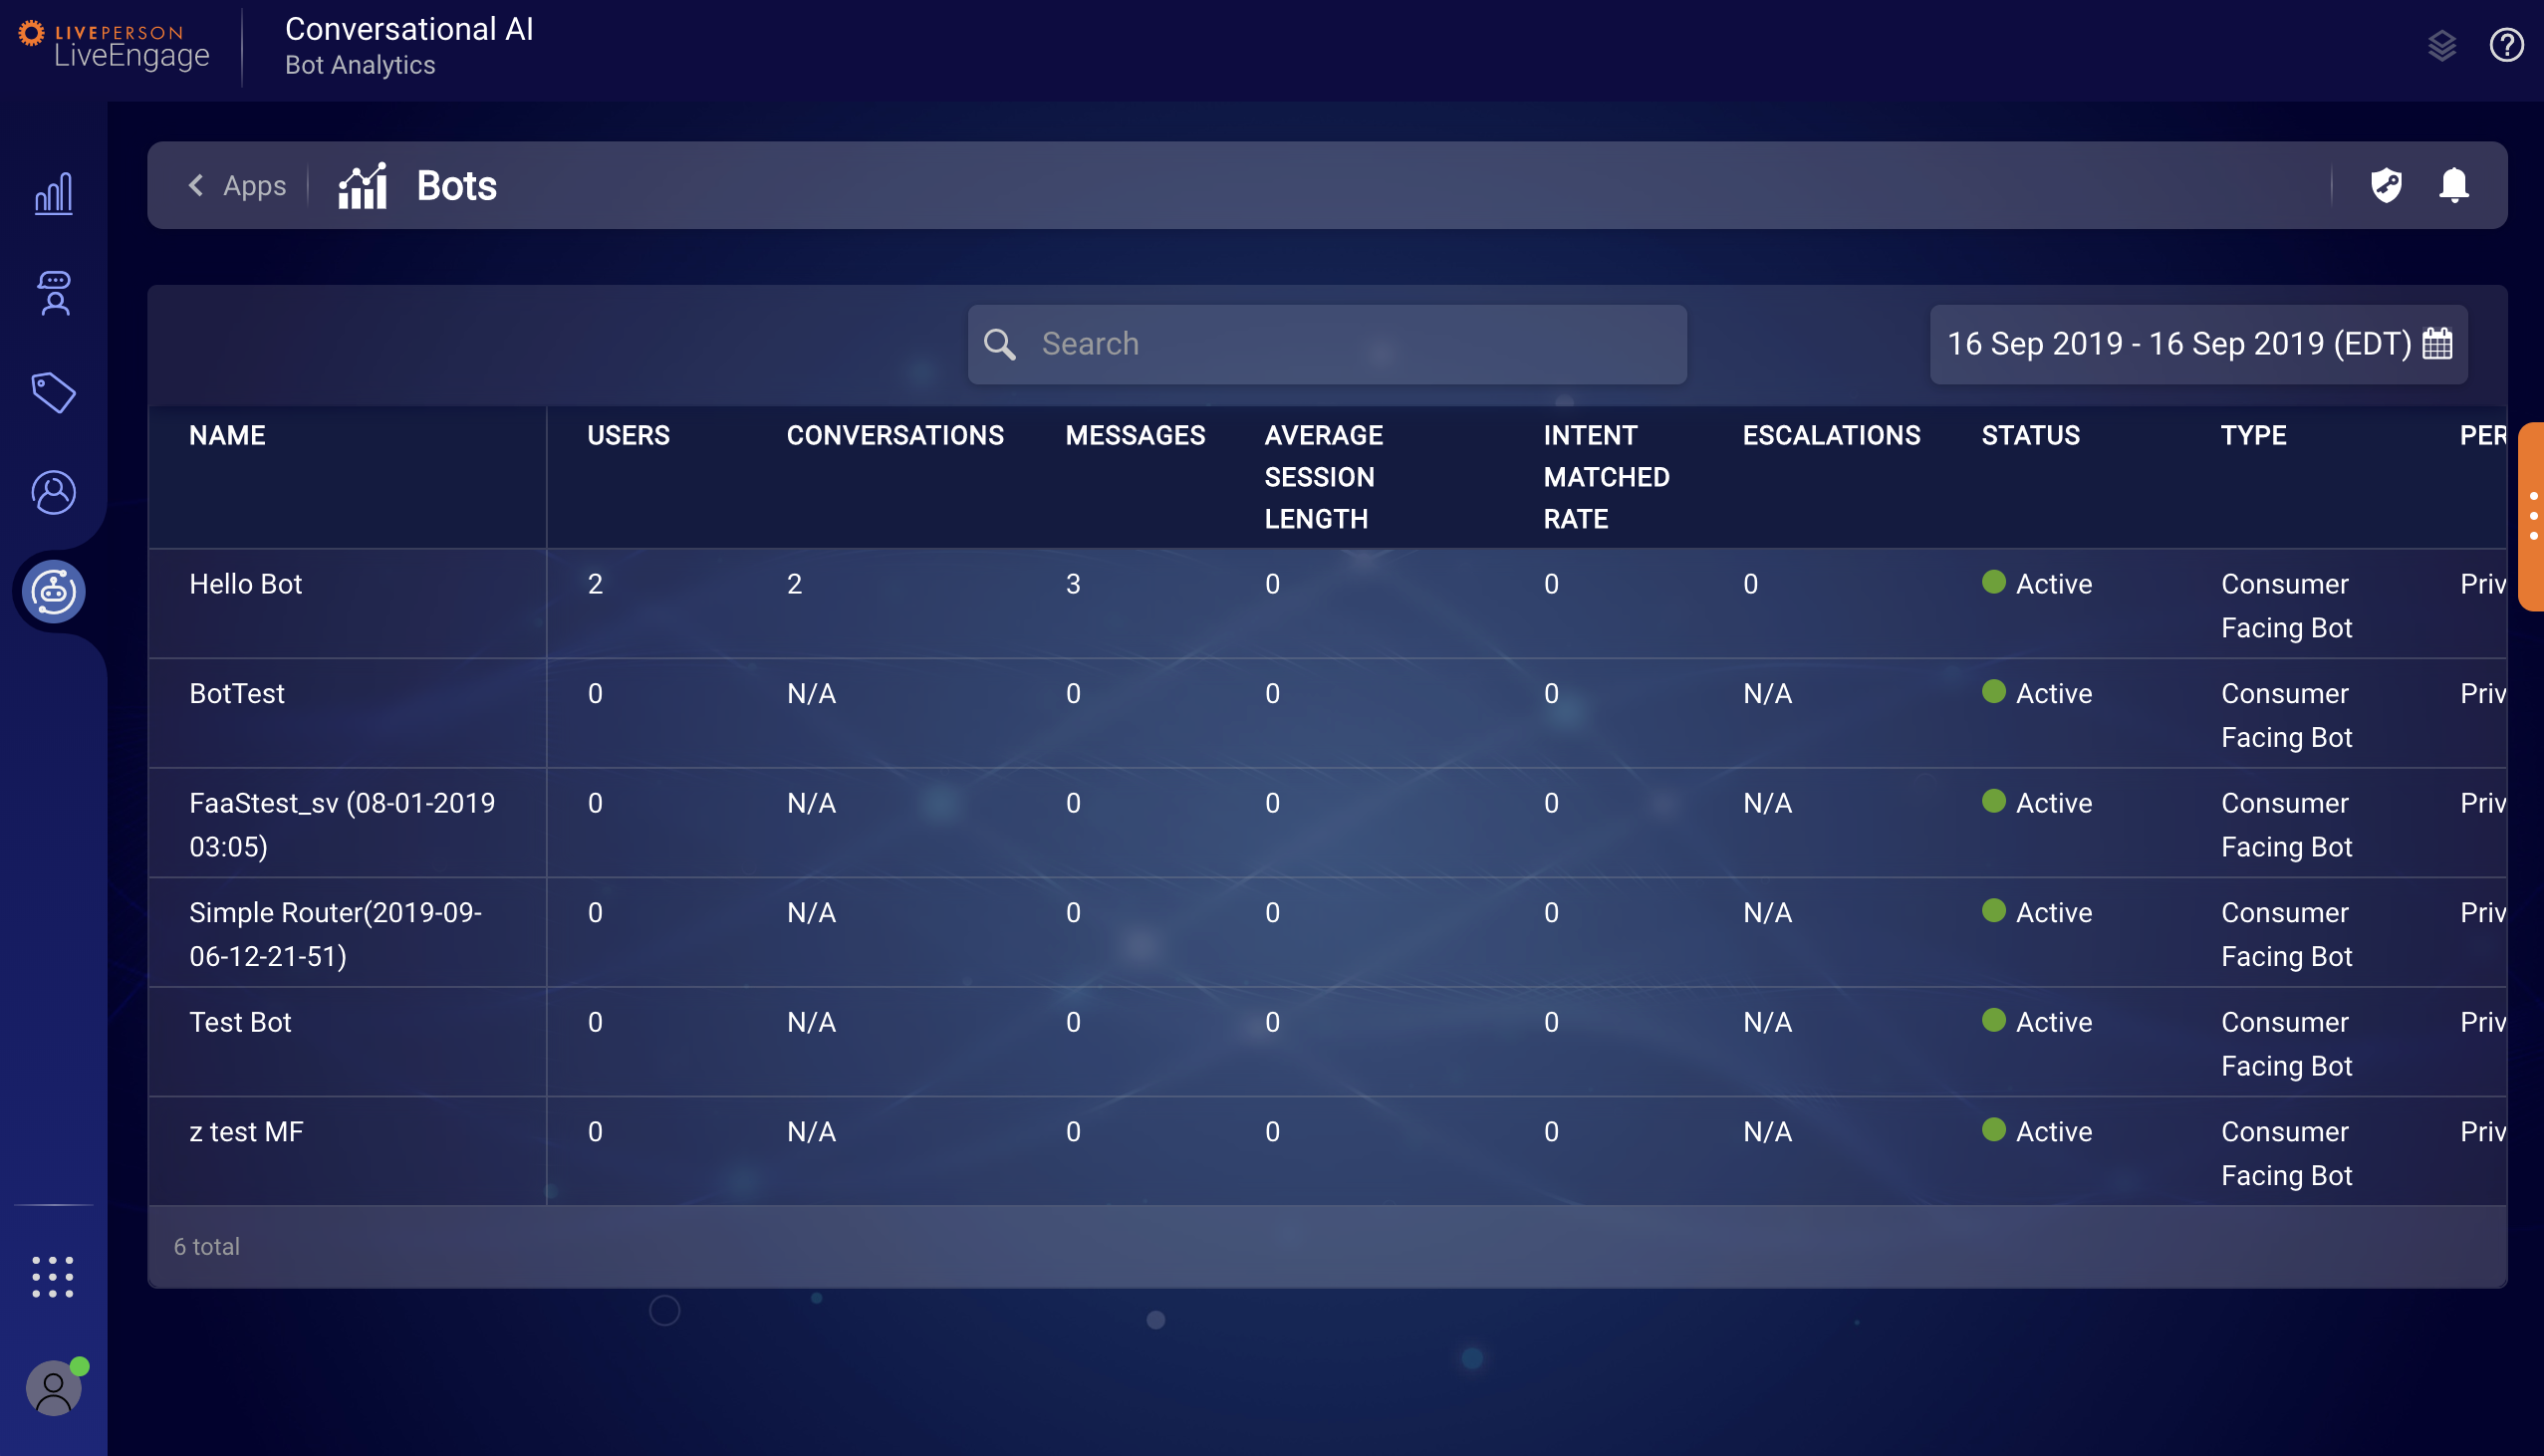 LIVEPERSON
LiveEngage
Conversational AI
Bot Analytics
Apps
Bots
Search
16 Sep 2019 - 16 Sep 2019 (EDT)
NAME USERS CONVERSATIONS MESSAGES AVERAGE SESSION LENGTH INTENT MATCHED RATE ESCALATIONS STATUS TYPE PER
Hello Bot 2 2 3 0 0 0 Active Consumer Facing Bot Priv
BotTest 0 N/A 0 0 0 N/A Active Consumer Facing Bot Priv
FaaStest_sv (08-01-2019 03:05) 0 N/A 0 0 0 N/A Active Consumer Facing Bot Priv
Simple Router(2019-09-06-12-21-51) 0 N/A 0 0 0 N/A Active Consumer Facing Bot Priv
Test Bot 0 N/A 0 0 0 N/A Active Consumer Facing Bot Priv
z test MF 0 N/A 0 0 0 N/A Active Consumer Facing Bot Priv
6 total